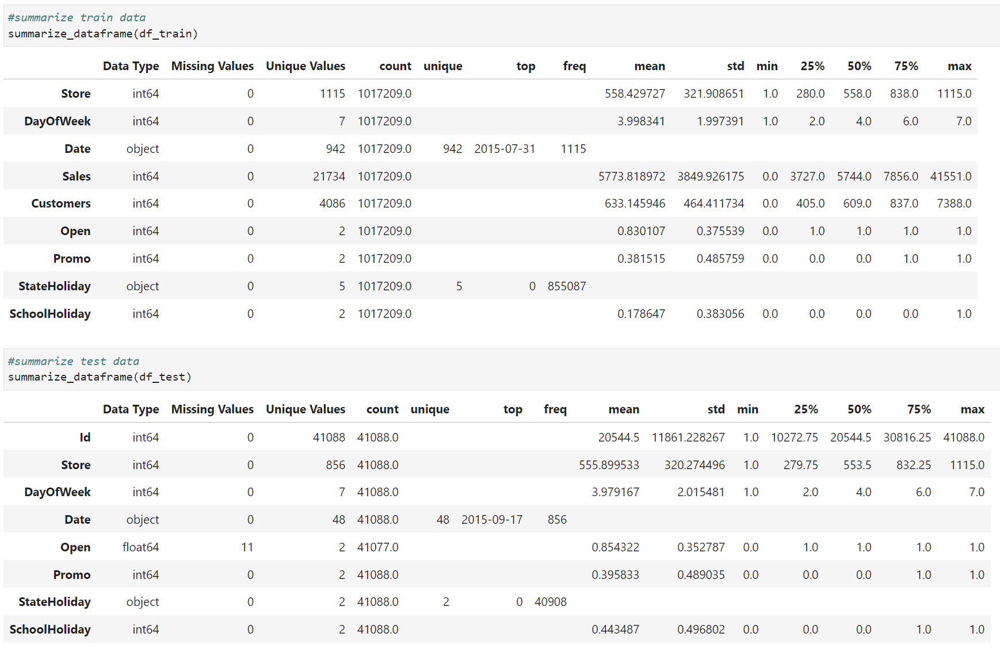 #summarize train data
summarize_dataframe(df_train)
Data Type Missing Values Unique Values count unique top freq mean std min 25% 50% 75% max
Store int64 0 1115 1017209.0 558.429727 321.908651 1.0 280.0 558.0 838.0 1115.0
DayOfWeek int64 0 7 1017209.0 3.998341 1.997391 1.0 2.0 4.0 6.0 7.0
Date object 0 942 1017209.0 942 2015-07-31 1115
Sales int64 0 21734 1017209.0 5773.818972 3849.926175 0.0 3727.0 5744.0 7856.0 41551.0
Customers int64 0 4086 1017209.0 633.145946 464.411734 0.0 405.0 609.0 837.0 7388.0
Open int64 0 2 1017209.0 0.830107 0.375539 0.0 1.0 1.0 1.0 1.0
Promo int64 0 2 1017209.0 0.381515 0.485759 0.0 0.0 0.0 1.0 1.0
StateHoliday object 0 5 1017209.0 5 0 855087
SchoolHoliday int64 0 2 1017209.0 0.178647 0.383056 0.0 0.0 0.0 0.0 1.0
#summarize test data
summarize_dataframe(df_test)
Data Type Missing Values Unique Values count unique top freq mean std min 25% 50% 75% max
Id int64 0 41088 41088.0 20544.5 11861.228267 1.0 10272.75 20544.5 30816.25 41088.0
Store int64 0 856 41088.0 555.899533 320.274496 1.0 279.75 553.5 832.25 1115.0
DayOfWeek int64 0 7 41088.0 3.979167 2.015481 1.0 2.0 4.0 6.0 7.0
Date object 0 48 41088.0 48 2015-09-17 856
Open float64 11 2 41077.0 0.854322 0.352787 0.0 1.0 1.0 1.0 1.0
Promo int64 0 2 41088.0 0.395833 0.489035 0.0 0.0 0.0 1.0 1.0
StateHoliday object 0 2 41088.0 2 0 40908
SchoolHoliday int64 0 2 41088.0 0.443487 0.496802 0.0 0.0 0.0 1.0 1.0